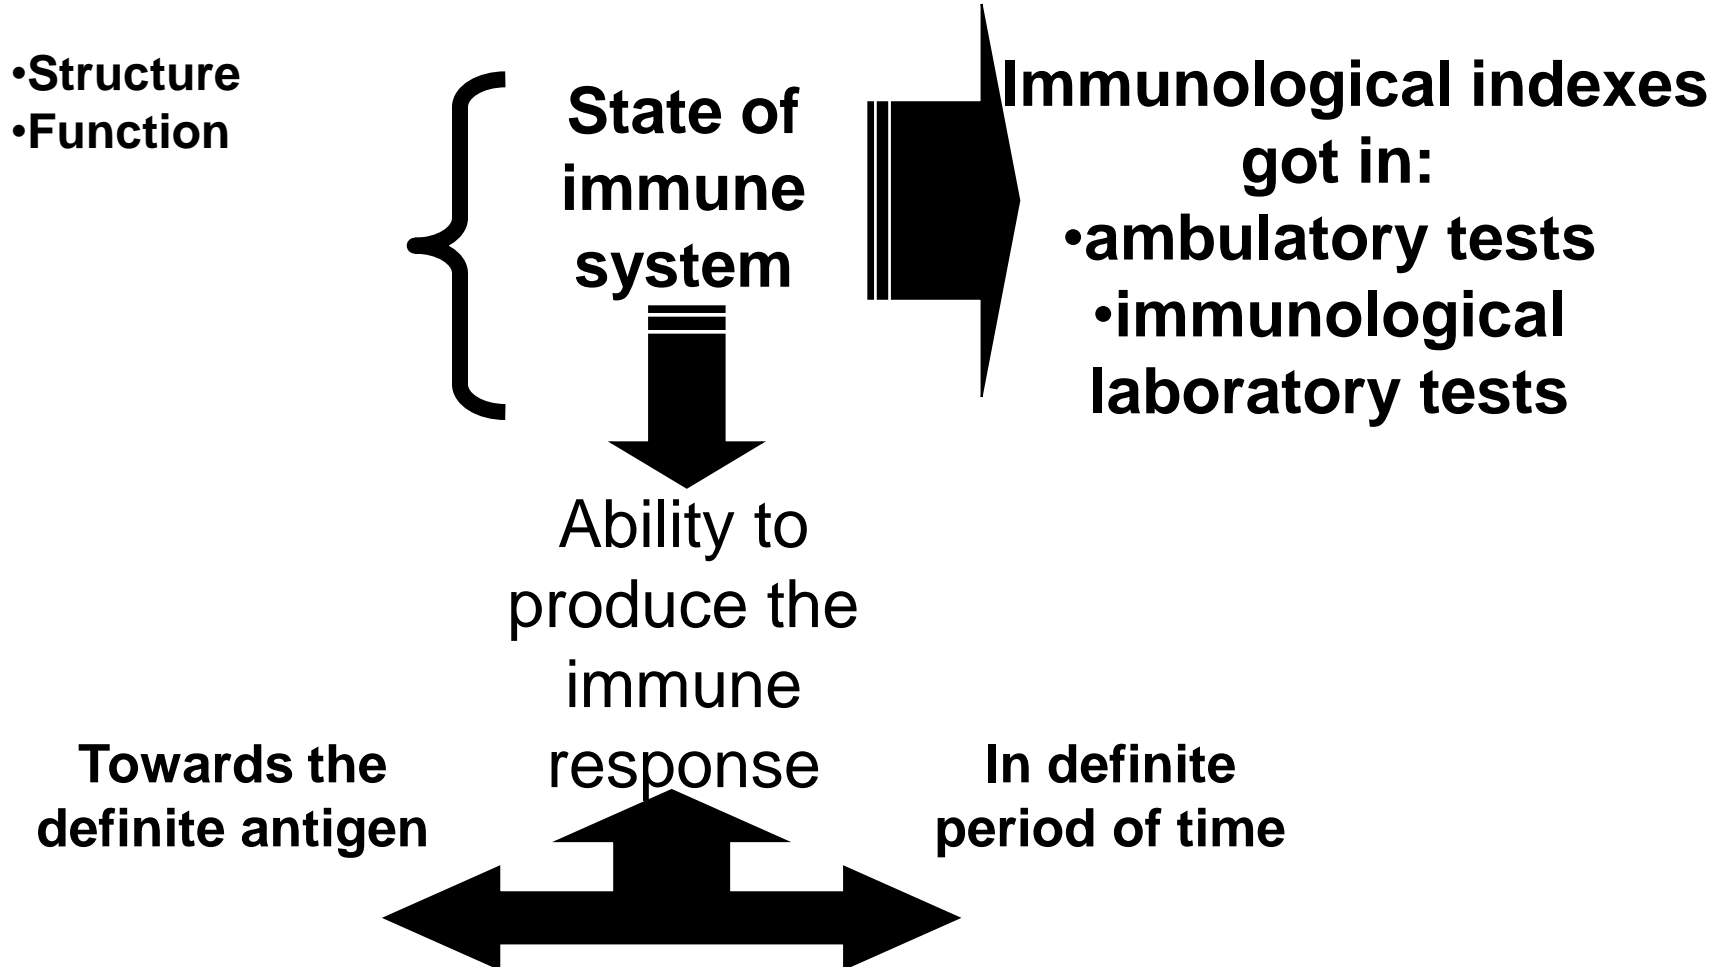 •Structure
•Function
State of
immune
system
Immunological indexes
got in:
•ambulatory tests
•immunological
laboratory tests
Ability to
produce the
immune
response
Towards the
definite antigen
In definite
period of time